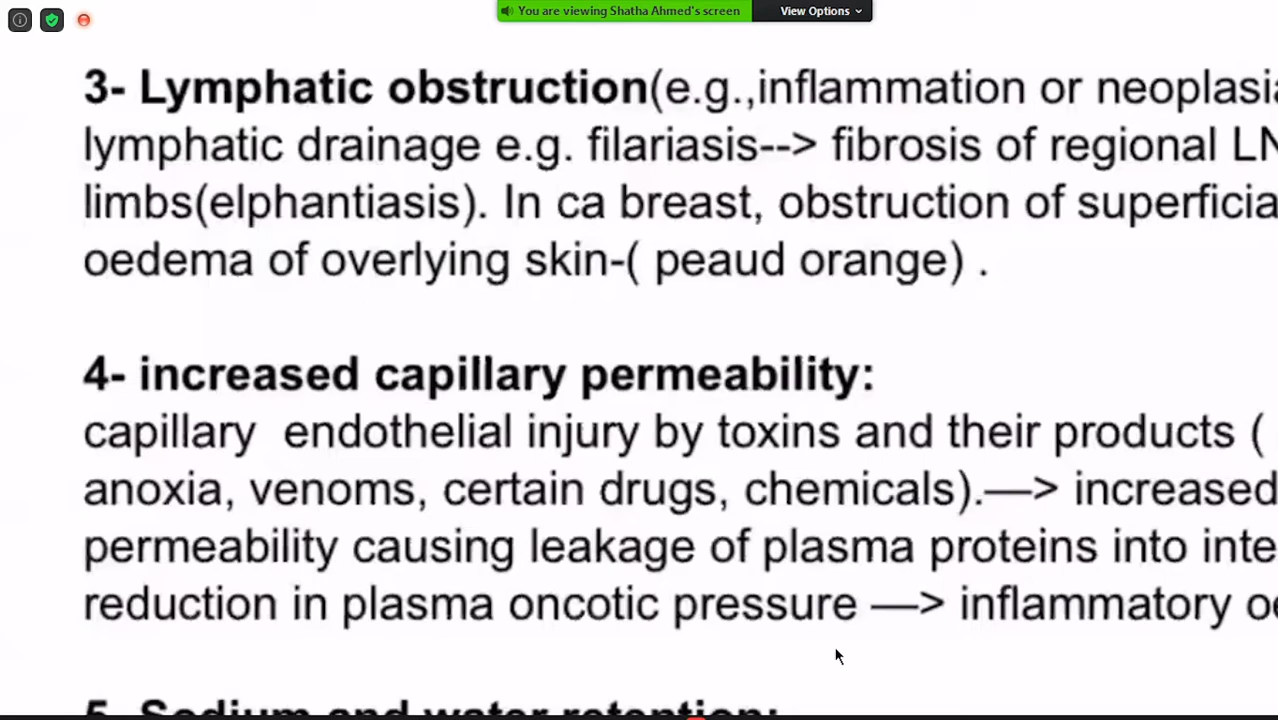 You are viewing Shatha Ahmed's screen
View Options
3- Lymphatic obstruction(e.g.,inflammation or neoplasia
lymphatic drainage e.g. filariasis--> fibrosis of regional LN
limbs(elphantiasis). In ca breast, obstruction of superficia
oedema of overlying skin-( peaud orange) .
4- increased capillary permeability:
capillary endothelial injury by toxins and their products (
anoxia, venoms, certain drugs, chemicals).—> increased
permeability causing leakage of plasma proteins into inte
reduction in plasma oncotic pressure —> inflammatory oe
5- Sodium and water retention: